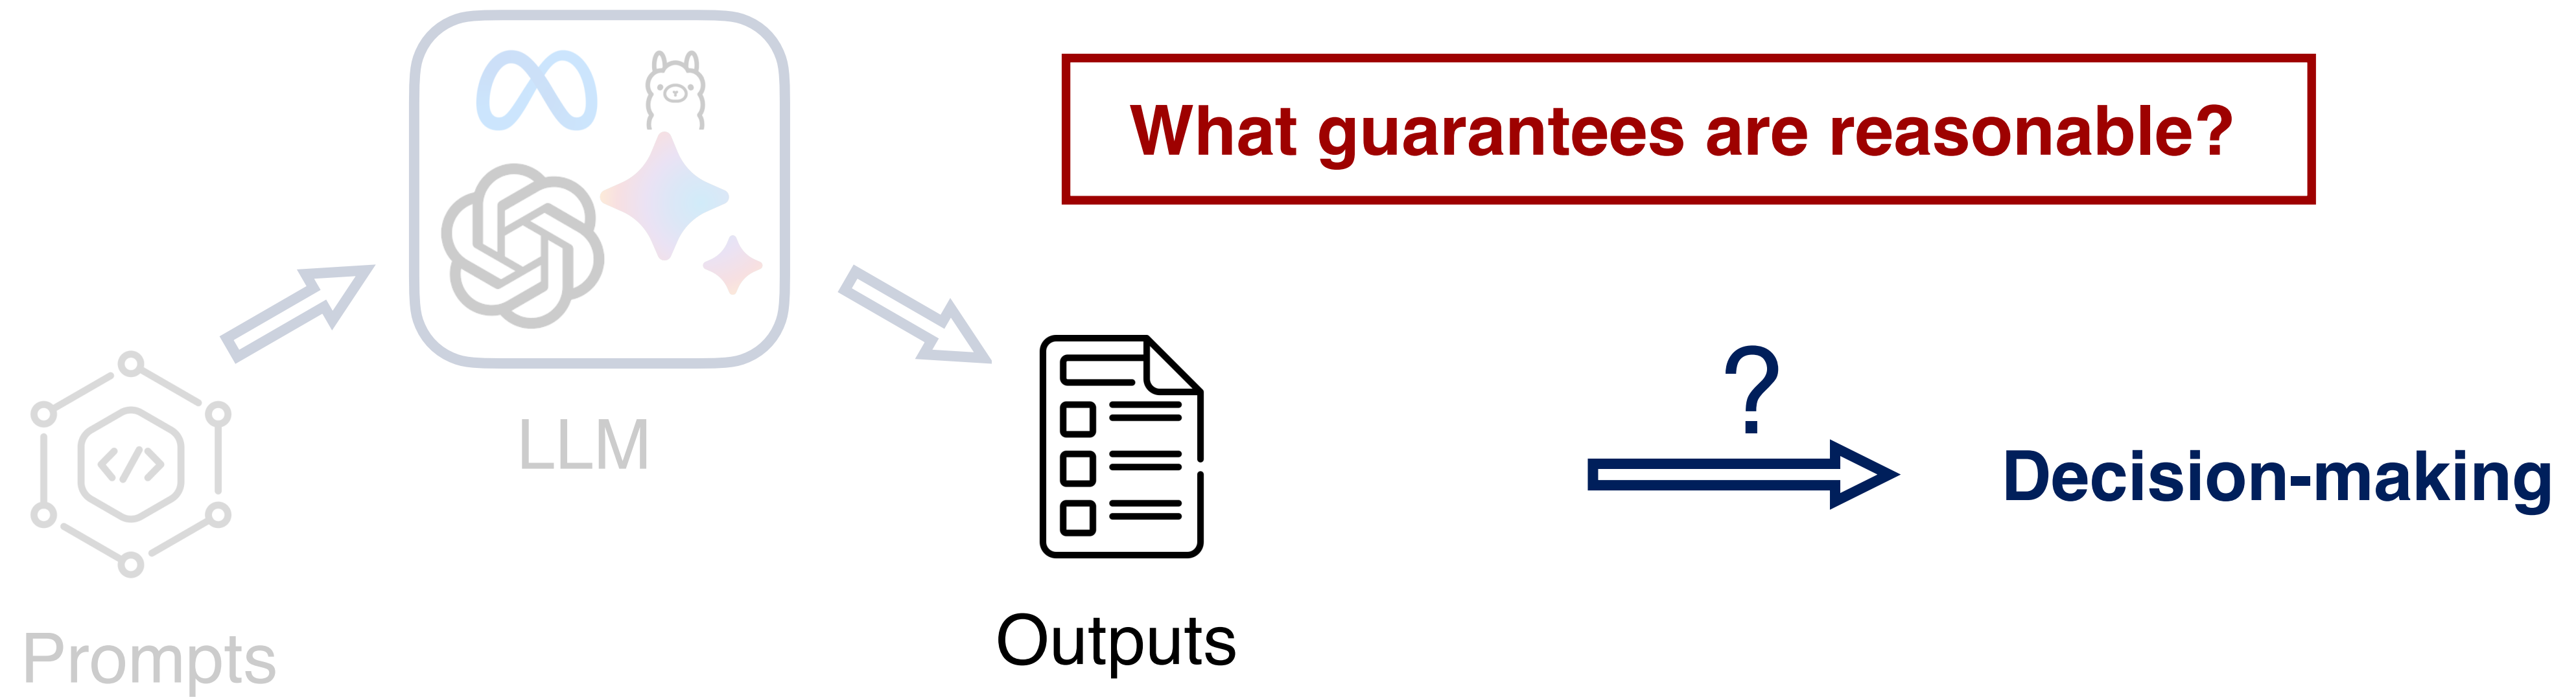 What guarantees are reasonable?
LLM
</>
?
Decision-making
Outputs
Prompts